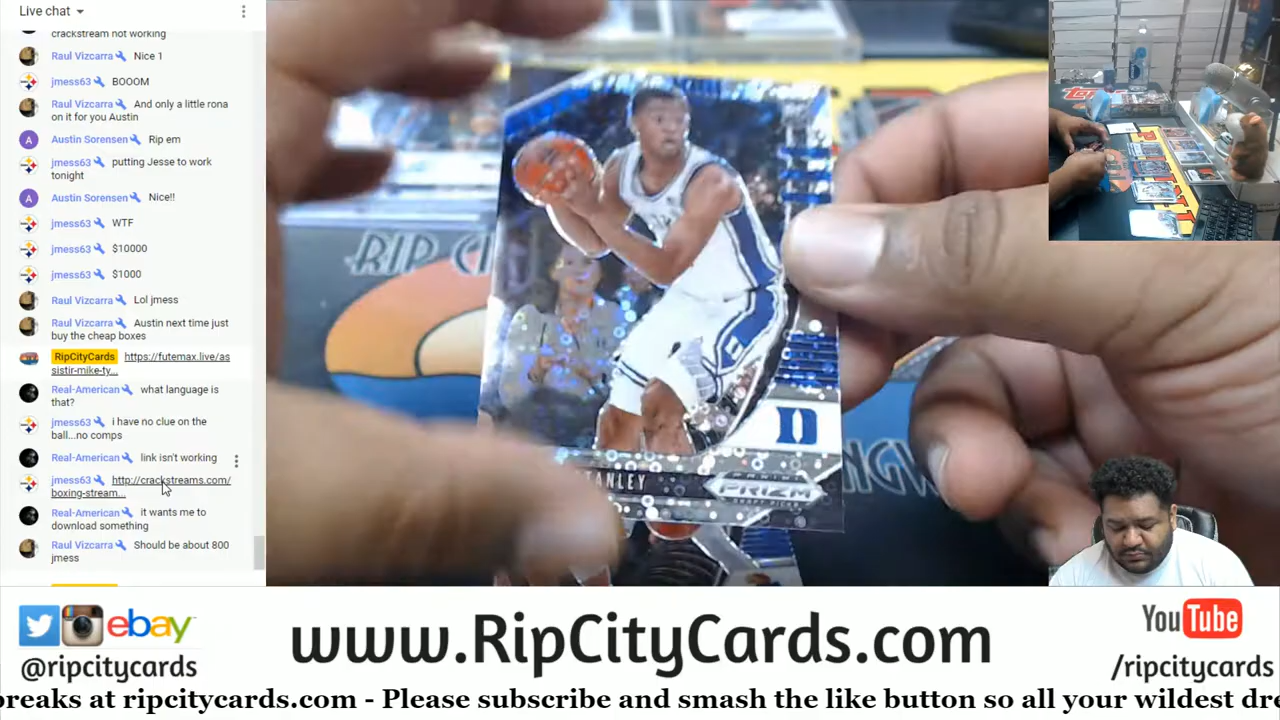 Live chat
crackstream not working
Raul Vizcarra Nice 1
jmess63 BOOOM
Raul Vizcarra And only a little rona
on it for you Austin
Austin Sorensen Rip em
jmess63 putting Jesse to work
tonight
Austin Sorensen Nice!!
jmess63 WTF
jmess63 $10000
jmess63 $1000
Raul Vizcarra Lol jmess
Raul Vizcarra Austin next time just
buy the cheap boxes
RipCityCards https://futemax.live/as
sistir-mike-ty...
Real-American what language is
that?
jmess63 i have no clue on the
ball...no comps
Real-American link isn't working
jmess63 http://crackstreams.com/
boxing-stream...
Real-American it wants me to
download something
Raul Vizcarra Should be about 800
jmess
RIP CI
D
TANLEY
PANINI
PRIZM
DRAFT PICKS
Topps
ebay
@ripcitycards
www.RipCityCards.com
YouTube
/ripcitycards
breaks at ripcitycards.com - Please subscribe and smash the like button so all your wildest dre